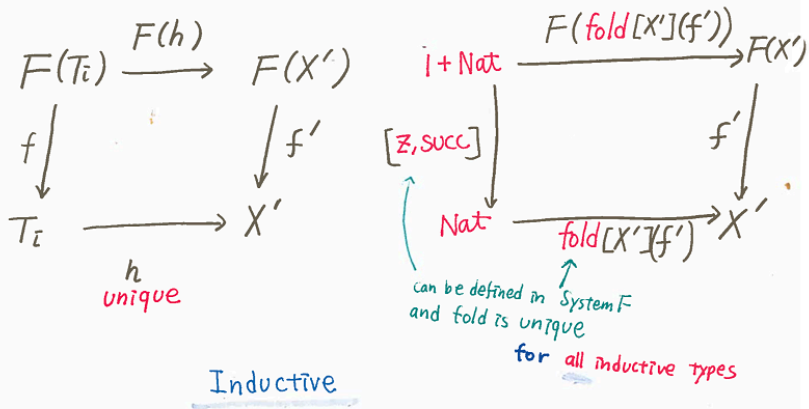 F(h)
F(Ti) F(X')
f f'
Ti X'
h
unique
F(fold[X'](f'))
1+Nat F(X')
[z,succ] f'
Nat X'
fold[X'](f')
can be defined in System F
and fold is unique
for all inductive types
Inductive